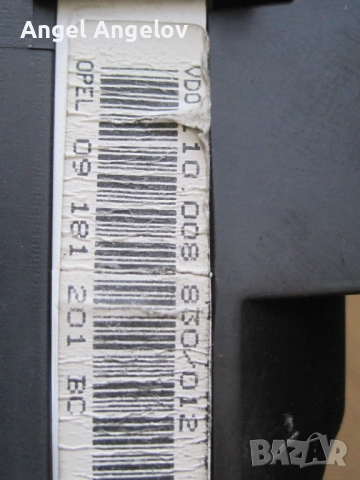 Angel Angelov
VDO 110.008 830/012
OPEL 09 181 201 BC
BAZAR